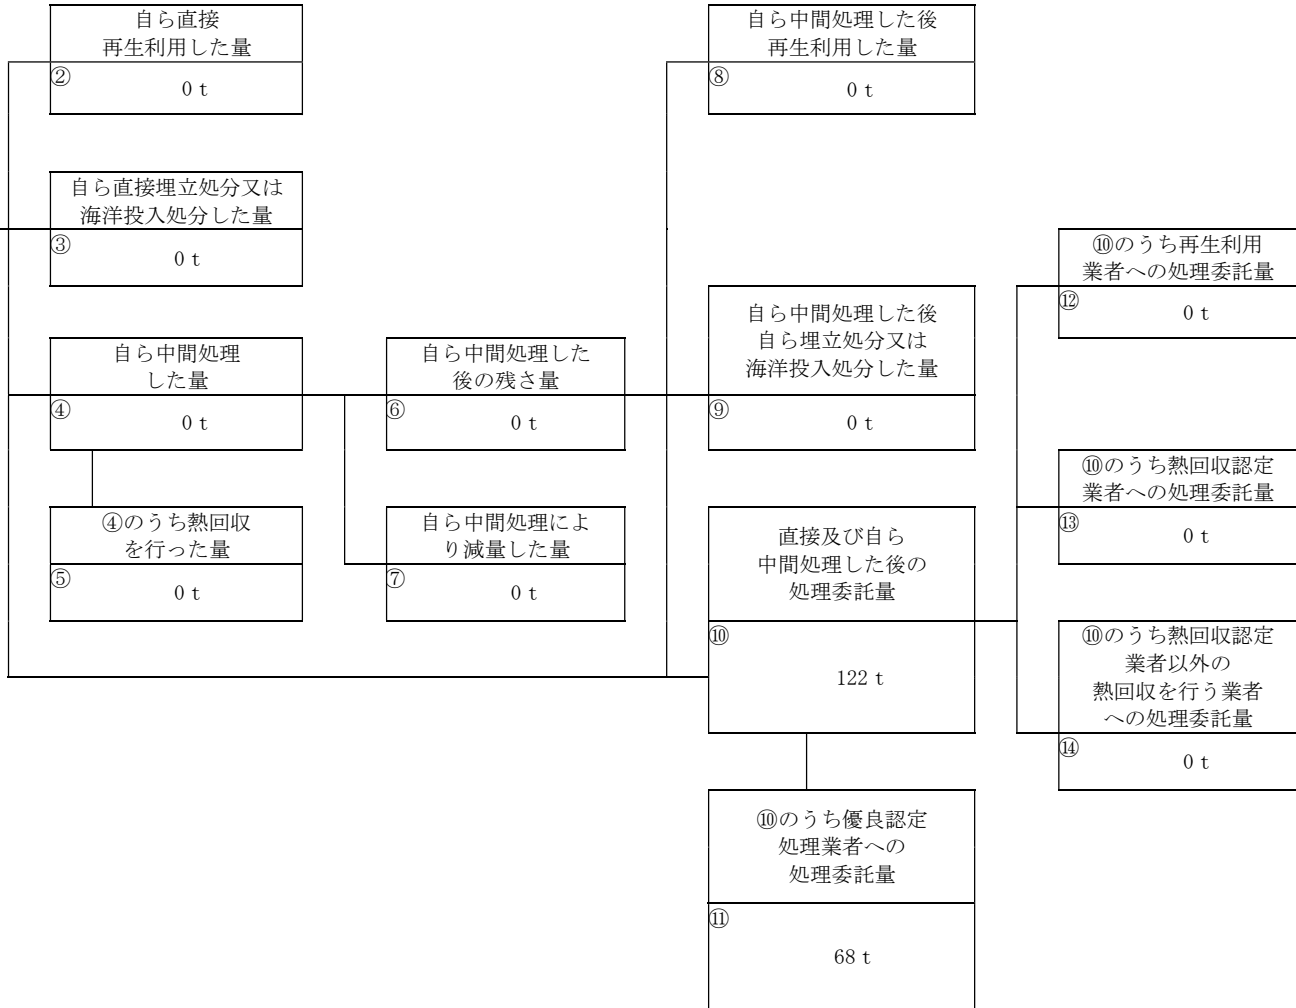 自ら直接
再生利用した量
②
0 t
自ら中間処理した後
再生利用した量
⑧
0 t
自ら直接埋立処分又は
海洋投入処分した量
③
0 t
⑩のうち再生利用
業者への処理委託量
⑫
0 t
自ら中間処理した後
自ら埋立処分又は
海洋投入処分した量
⑨
0 t
自ら中間処理
した量
④
0 t
自ら中間処理した
後の残さ量
⑥
0 t
⑩のうち熱回収認定
業者への処理委託量
⑬
0 t
④のうち熱回収
を行った量
⑤
0 t
自ら中間処理によ
り減量した量
⑦
0 t
直接及び自ら
中間処理した後の
処理委託量
⑩
122 t
⑩のうち熱回収認定
業者以外の
熱回収を行う業者
への処理委託量
⑭
0 t
⑩のうち優良認定
処理業者への
処理委託量
⑪
68 t